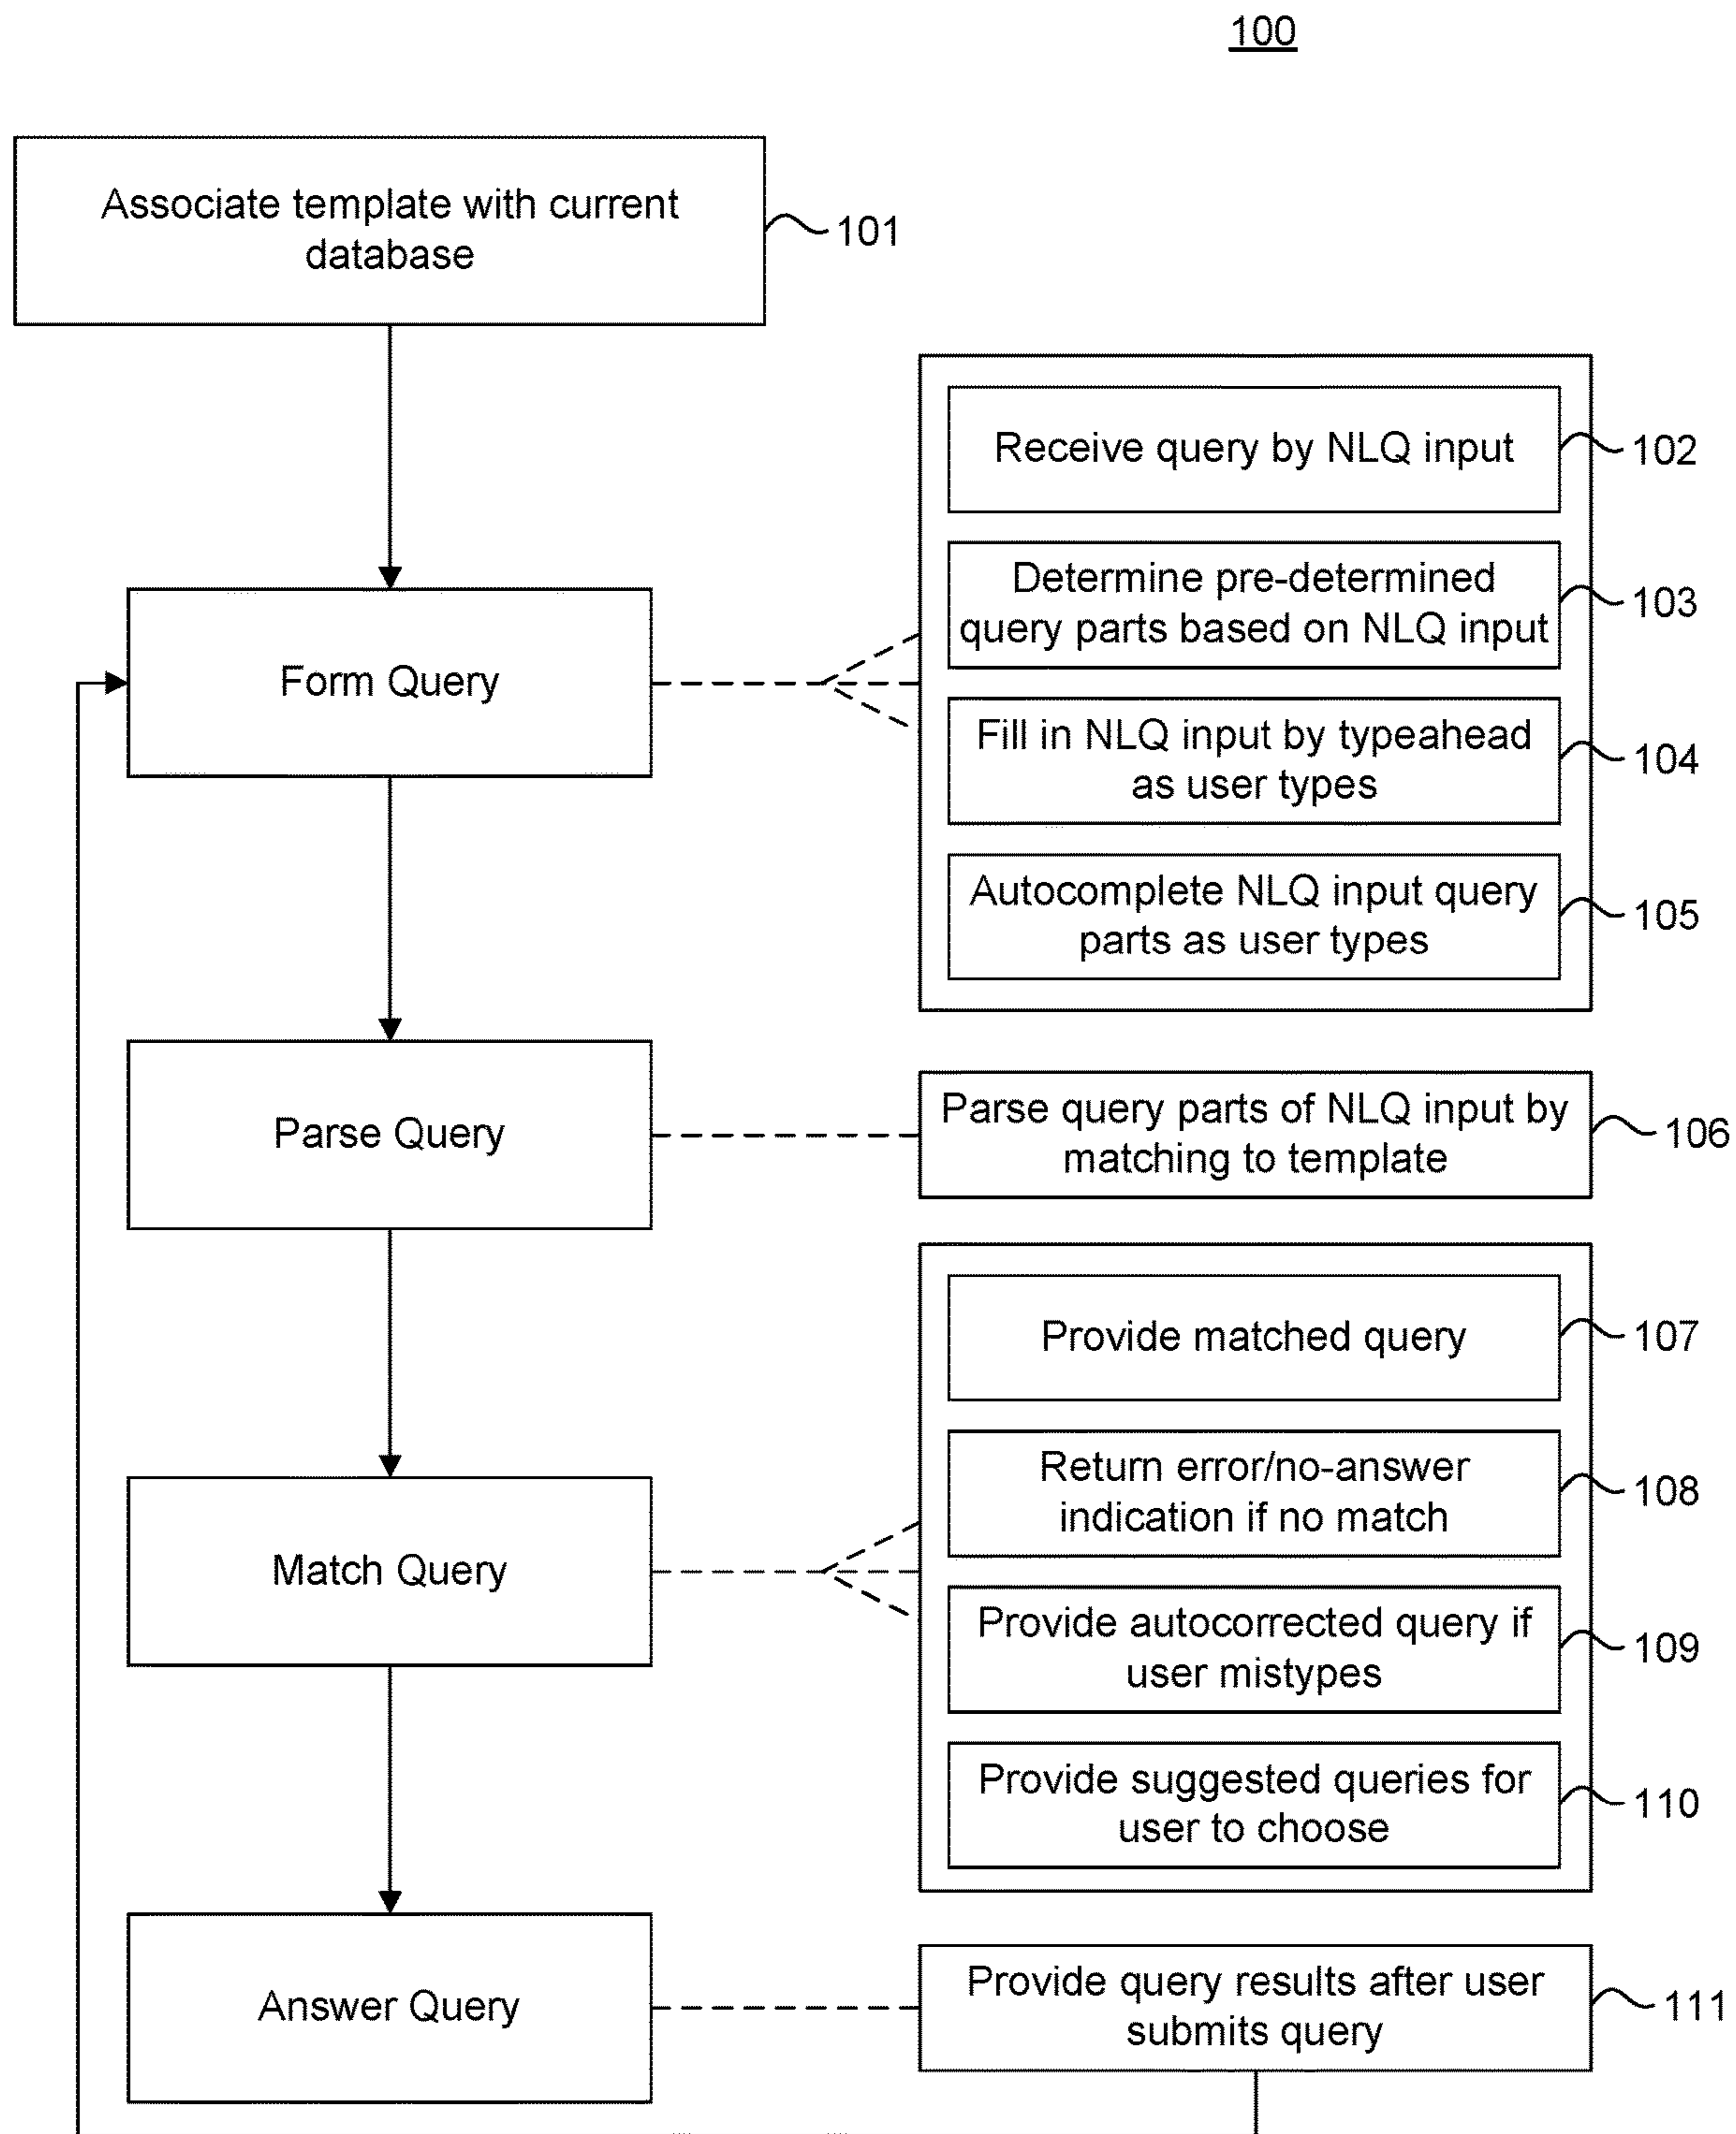 100
Associate template with current
database
101
Receive query by NLQ input
102
Determine pre-determined
query parts based on NLQ input
103
Form Query
Fill in NLQ input by typeahead
as user types
104
Autocomplete NLQ input query
parts as user types
105
Parse Query
Parse query parts of NLQ input by
matching to template
106
Provide matched query
107
Return error/no-answer
indication if no match
108
Match Query
Provide autocorrected query if
user mistypes
109
Provide suggested queries for
user to choose
110
Answer Query
Provide query results after user
submits query
111